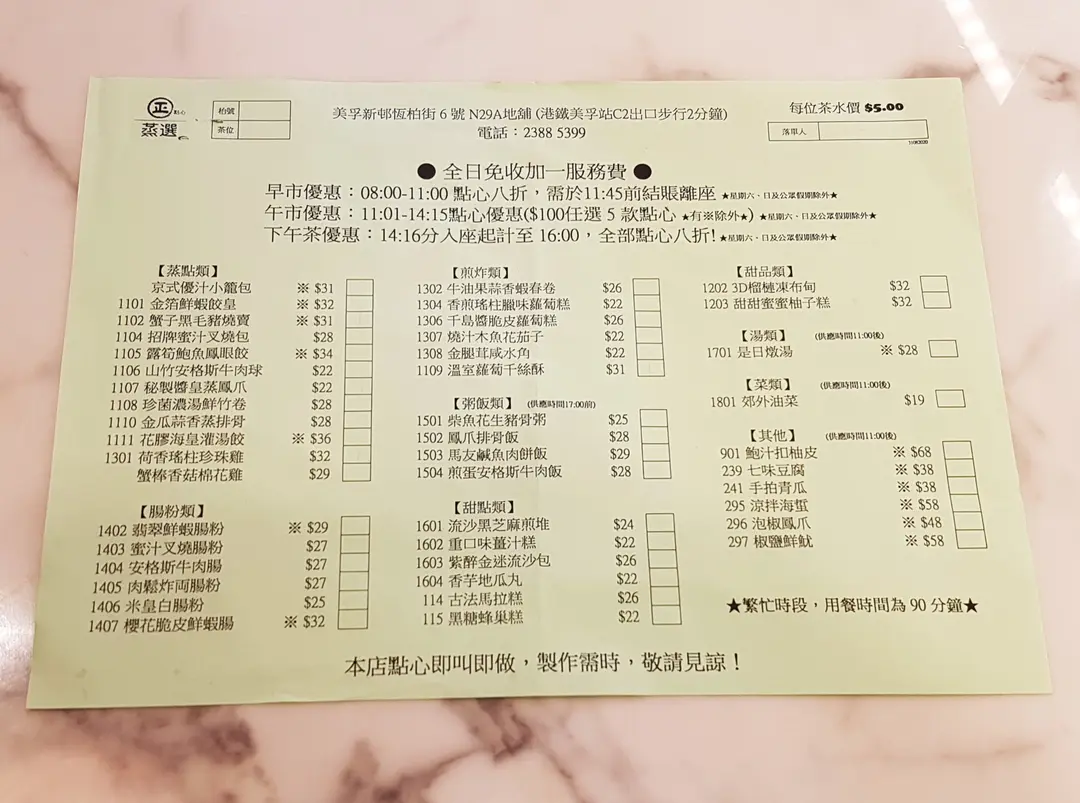 正點心
蒸選
枱號
茶位
美孚新邨恆柏街 6 號 N29A地舖 (港鐵美孚站C2出口步行2分鐘)
電話：2388 5399
每位茶水價 $5.00
落單人
11082020
● 全日免收加一服務費 ●
早市優惠：08:00-11:00 點心八折，需於11:45前結賬離座 ★星期六、日及公眾假期除外★
午市優惠：11:01-14:15點心優惠($100任選 5 款點心 ★有※除外★) ★星期六、日及公眾假期除外★
下午茶優惠：14:16分入座起計至 16:00，全部點心八折! ★星期六、日及公眾假期除外★
【蒸點類】
京式優汁小籠包 ※ $31
1101 金箔鮮蝦餃皇 ※ $32
1102 蟹子黑毛豬燒賣 ※ $31
1104 招牌蜜汁叉燒包 $28
1105 露筍鮑魚鳳眼餃 ※ $34
1106 山竹安格斯牛肉球 $22
1107 秘製醬皇蒸鳳爪 $22
1108 珍菌濃湯鮮竹卷 $28
1110 金瓜蒜香蒸排骨 $28
1111 花膠海皇灌湯餃 ※ $36
1301 荷香瑤柱珍珠雞 $32
蟹棒香菇棉花雞 $29
【腸粉類】
1402 翡翠鮮蝦腸粉 ※ $29
1403 蜜汁叉燒腸粉 $27
1404 安格斯牛肉腸 $27
1405 肉鬆炸両腸粉 $27
1406 米皇白腸粉 $25
1407 櫻花脆皮鮮蝦腸 ※ $32
【煎炸類】
1302 牛油果蒜香蝦春卷 $26
1304 香煎瑤柱臘味蘿蔔糕 $22
1306 千島醬脆皮蘿蔔糕 $26
1307 燒汁木魚花茄子 $22
1308 金腿茸咸水角 $22
1109 溫室蘿蔔千絲酥 $31
【粥飯類】 (供應時間17:00前)
1501 柴魚花生豬骨粥 $25
1502 鳳爪排骨飯 $28
1503 馬友鹹魚肉餅飯 $29
1504 煎蛋安格斯牛肉飯 $28
【甜點類】
1601 流沙黑芝麻煎堆 $24
1602 重口味薑汁糕 $22
1603 紫醉金迷流沙包 $26
1604 香芋地瓜丸 $22
114 古法馬拉糕 $26
115 黑糖蜂巢糕 $22
【甜品類】
1202 3D榴槤凍布甸 $32
1203 甜甜蜜蜜柚子糕 $32
【湯類】 (供應時間11:00後)
1701 是日燉湯 ※ $28
【菜類】 (供應時間11:00後)
1801 郊外油菜 $19
【其他】 (供應時間11:00後)
901 鮑汁扣柚皮 ※ $68
239 七味豆腐 ※ $38
241 手拍青瓜 ※ $38
295 涼拌海蜇 ※ $58
296 泡椒鳳爪 ※ $48
297 椒鹽鮮魷 ※ $58
★繁忙時段，用餐時間為 90 分鐘★
本店點心即叫即做，製作需時，敬請見諒！